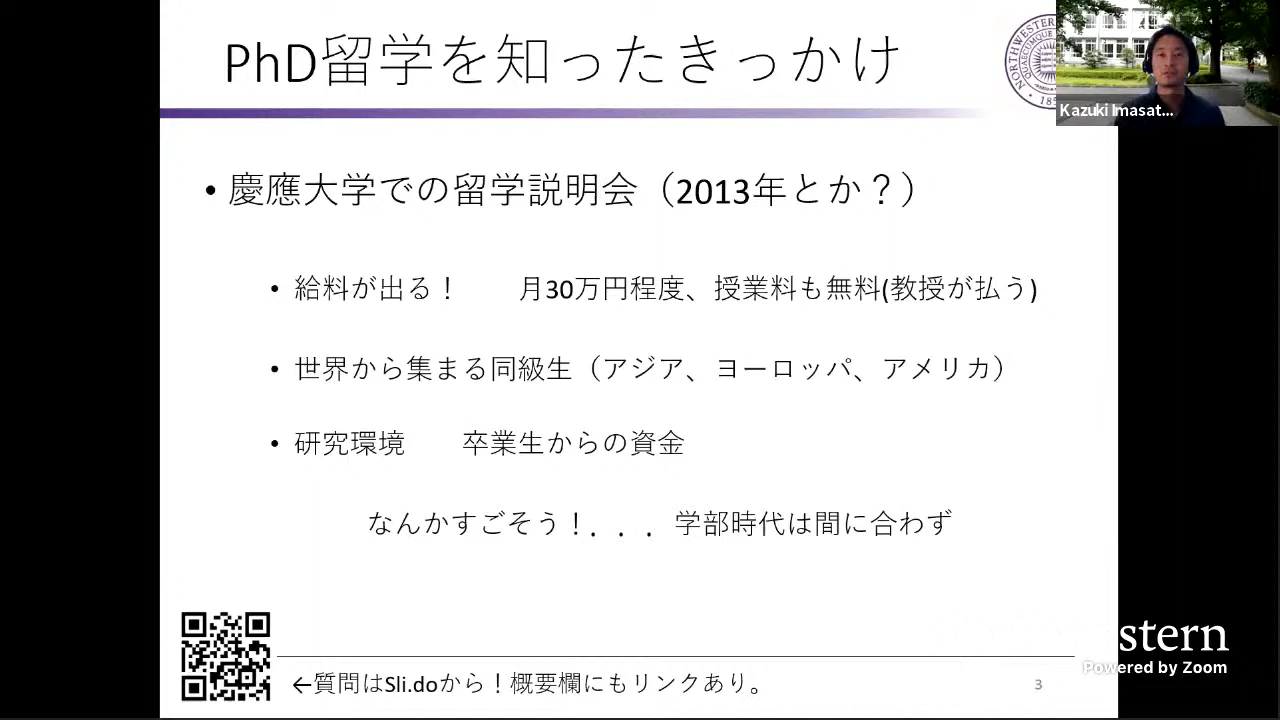 PhD留学を知ったきっかけ
NORTHWESTERN
Kazuki Imasat...
• 慶應大学での留学説明会（2013年とか？）
• 給料が出る！　　月30万円程度、授業料も無料(教授が払う)
• 世界から集まる同級生（アジア、ヨーロッパ、アメリカ）
• 研究環境　　卒業生からの資金
なんかすごそう！．．．学部時代は間に合わず
stern
Powered by Zoom
←質問はSli.doから！概要欄にもリンクあり。
3